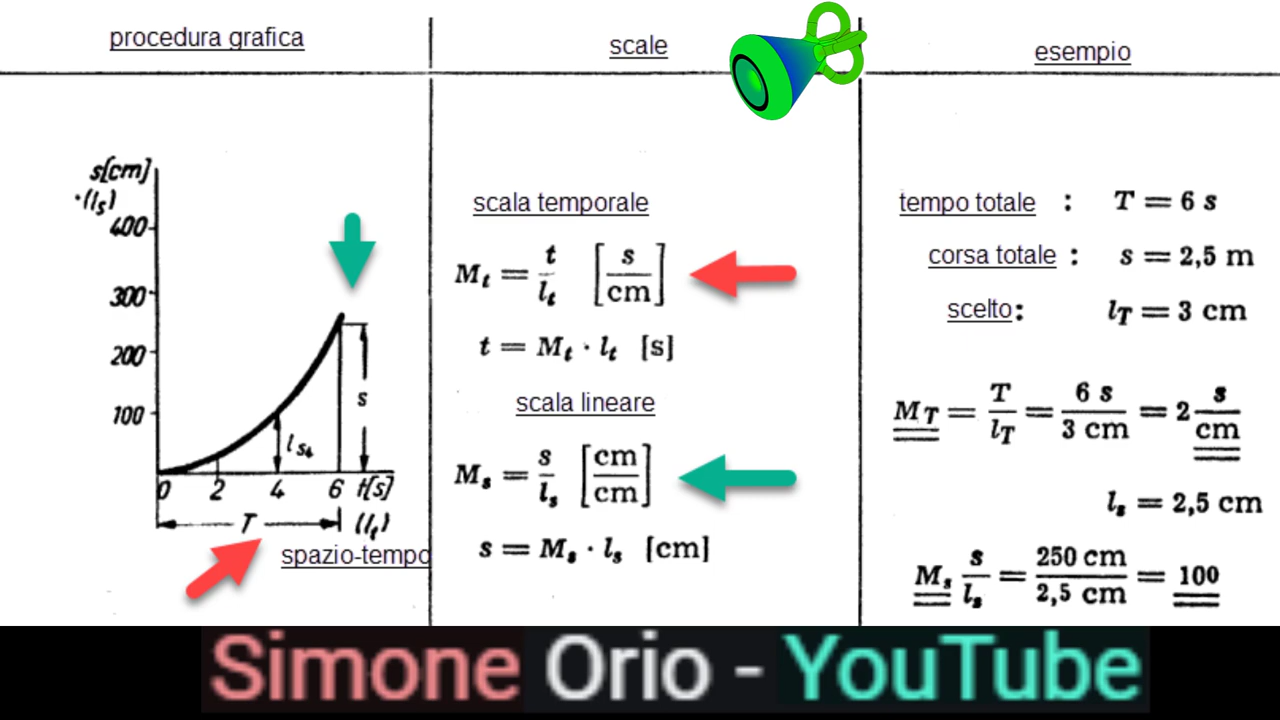 procedura grafica
scale
esempio
s[cm]
(l_s)
400
300
200
100
s
l_s4
0 2 4 6 t[s]
T (l_t)
spazio-tempo
scala temporale
M_t = t / l_t [s / cm]
t = M_t · l_t [s]
scala lineare
M_s = s / l_s [cm / cm]
s = M_s · l_s [cm]
tempo totale : T = 6 s
corsa totale : s = 2,5 m
scelto: l_T = 3 cm
M_T = T / l_T = 6 s / 3 cm = 2 s / cm
l_s = 2,5 cm
M_s s / l_s = 250 cm / 2,5 cm = 100
Simone Orio - YouTube